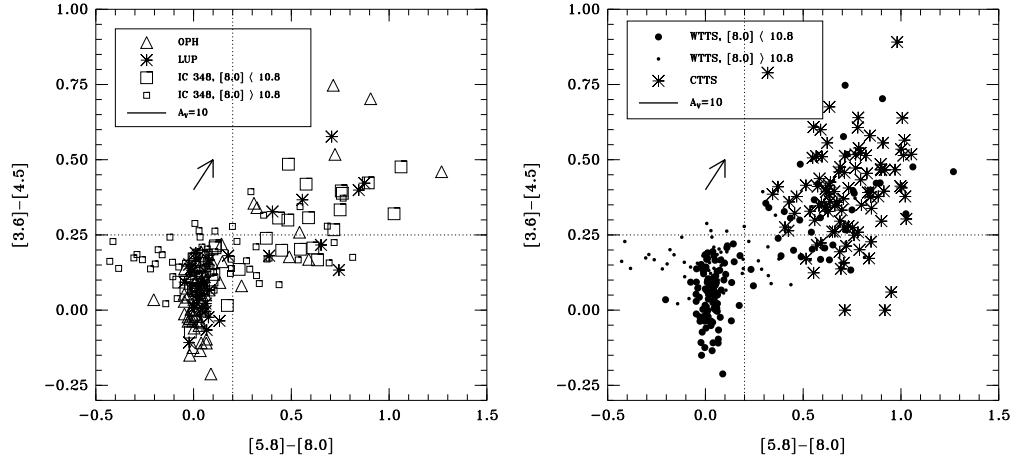 1.00
0.75
0.50
0.25
0.00
−0.25
−0.5
0.0
0.5
1.0
1.5
[3.6]−[4.5]
[5.8]−[8.0]
OPH
LUP
IC 348, [8.0] ⟨ 10.8
IC 348, [8.0] ⟩ 10.8
Aᵥ=10
1.00
0.75
0.50
0.25
0.00
−0.25
−0.5
0.0
0.5
1.0
1.5
[3.6]−[4.5]
[5.8]−[8.0]
WTTS, [8.0] ⟨ 10.8
WTTS, [8.0] ⟩ 10.8
CTTS
Aᵥ=10